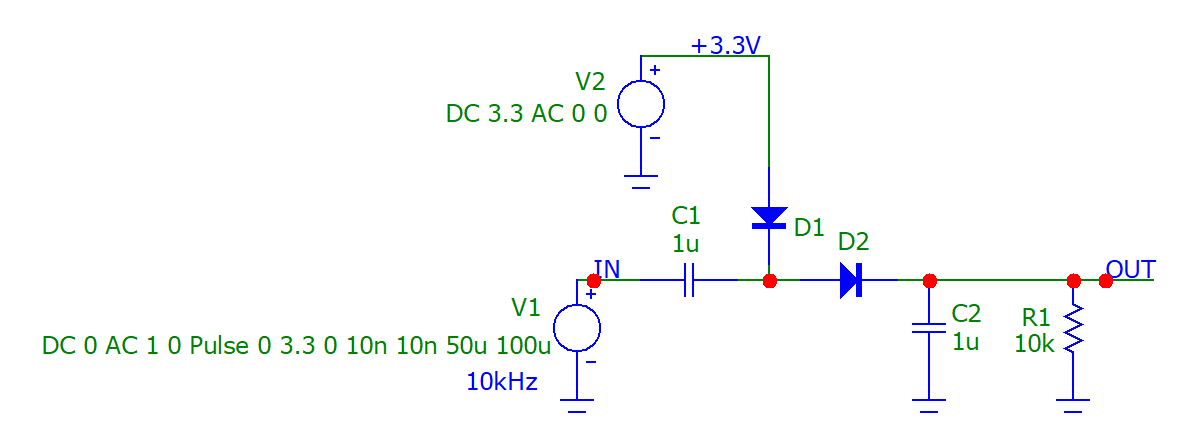 +3.3V
V2
DC 3.3 AC 0 0
C1
1u
D1
D2
IN
OUT
V1
DC 0 AC 1 0 Pulse 0 3.3 0 10n 10n 50u 100u
10kHz
C2
1u
R1
10k